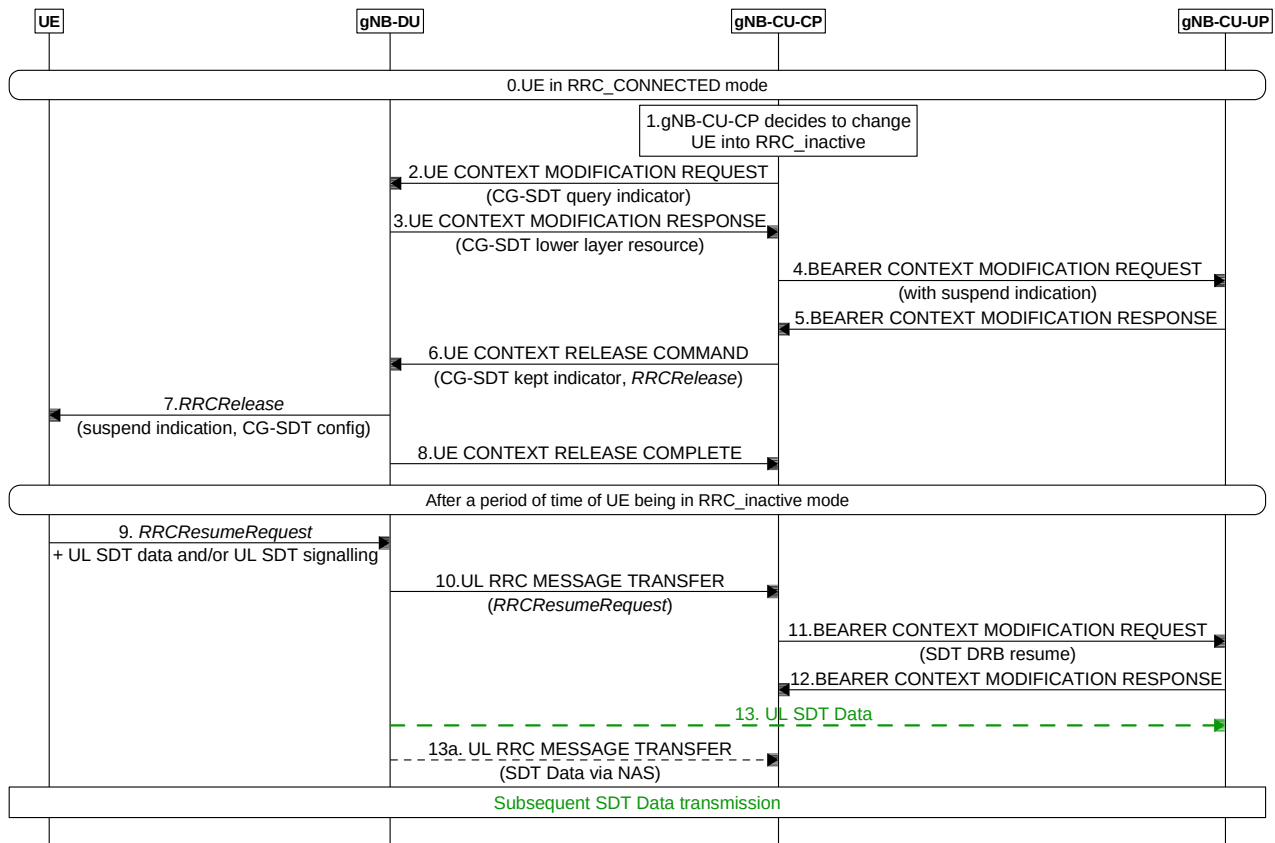 UE
gNB-DU
gNB-CU-CP
gNB-CU-UP
0.UE in RRC_CONNECTED mode
1.gNB-CU-CP decides to change
UE into RRC_inactive
2.UE CONTEXT MODIFICATION REQUEST
(CG-SDT query indicator)
3.UE CONTEXT MODIFICATION RESPONSE
(CG-SDT lower layer resource)
4.BEARER CONTEXT MODIFICATION REQUEST
(with suspend indication)
5.BEARER CONTEXT MODIFICATION RESPONSE
6.UE CONTEXT RELEASE COMMAND
(CG-SDT kept indicator, RRCRelease)
7.RRCRelease
(suspend indication, CG-SDT config)
8.UE CONTEXT RELEASE COMPLETE
After a period of time of UE being in RRC_inactive mode
9. RRCResumeRequest
+ UL SDT data and/or UL SDT signalling
10.UL RRC MESSAGE TRANSFER
(RRCResumeRequest)
11.BEARER CONTEXT MODIFICATION REQUEST
(SDT DRB resume)
12.BEARER CONTEXT MODIFICATION RESPONSE
13. UL SDT Data
13a. UL RRC MESSAGE TRANSFER
(SDT Data via NAS)
Subsequent SDT Data transmission